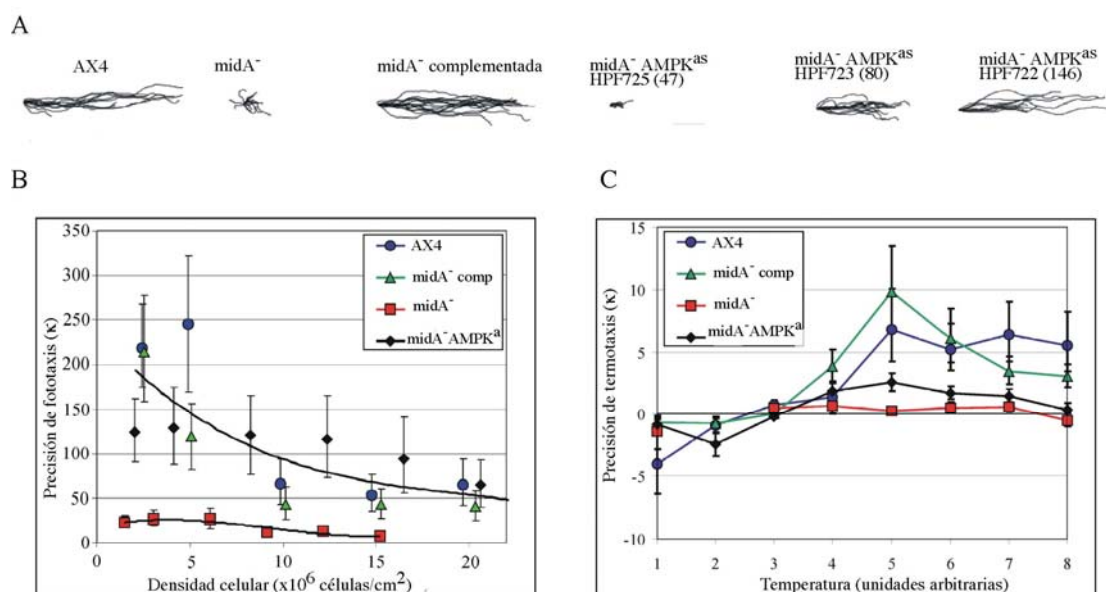 A
AX4
midA⁻
midA⁻ complementada
midA⁻ AMPKᵃˢ
HPF725 (47)
midA⁻ AMPKᵃˢ
HPF723 (80)
midA⁻ AMPKᵃˢ
HPF722 (146)
B
Precisión de fototaxis (κ)
350
300
250
200
150
100
50
0
AX4
midA⁻ comp
midA⁻
midA⁻AMPKᵃ
0
5
10
15
20
Densidad celular (x10⁶ células/cm²)
C
Precisión de termotaxis (κ)
15
10
5
0
-5
-10
AX4
midA⁻ comp
midA⁻
midA⁻AMPKᵃ
1
2
3
4
5
6
7
8
Temperatura (unidades arbitrarias)